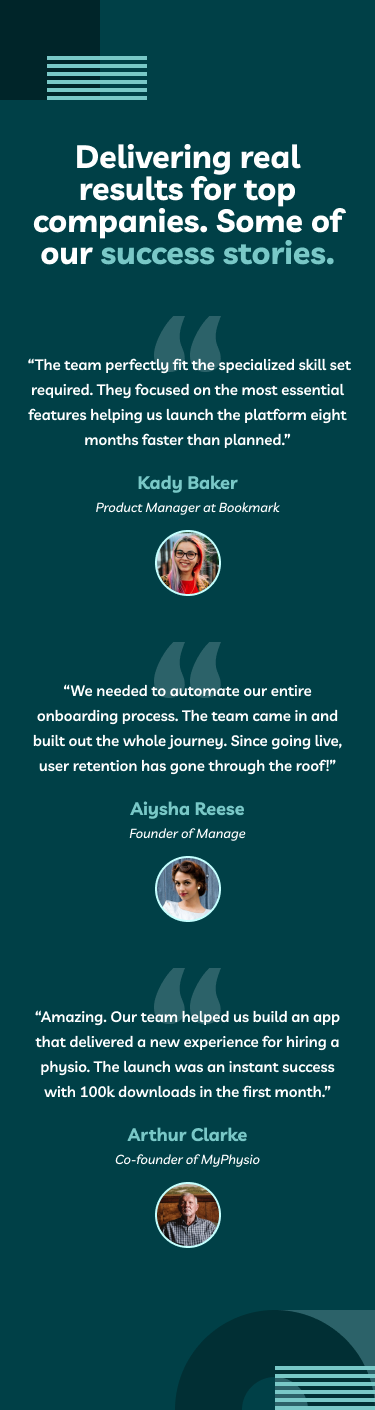 Delivering real
results for top
companies. Some of
our success stories.
“The team perfectly fit the specialized skill set
required. They focused on the most essential
features helping us launch the platform eight
months faster than planned.”
Kady Baker
Product Manager at Bookmark
“We needed to automate our entire
onboarding process. The team came in and
built out the whole journey. Since going live,
user retention has gone through the roof!”
Aiysha Reese
Founder of Manage
“Amazing. Our team helped us build an app
that delivered a new experience for hiring a
physio. The launch was an instant success
with 100k downloads in the first month.”
Arthur Clarke
Co-founder of MyPhysio